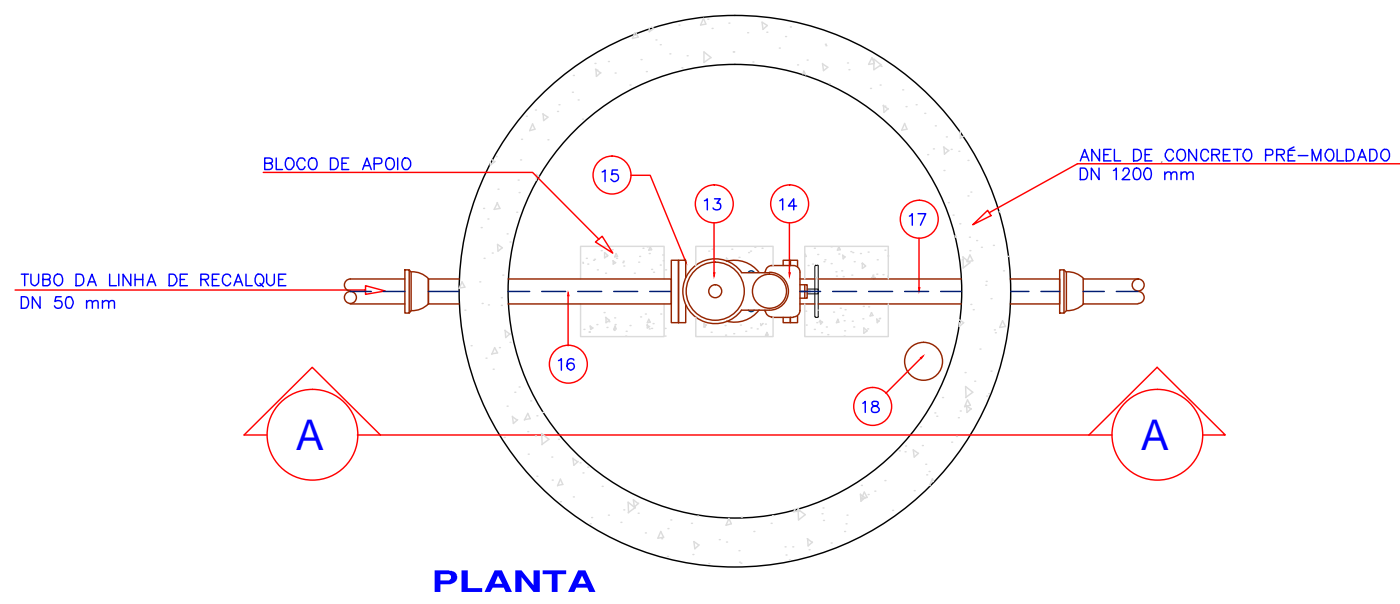 BLOCO DE APOIO
15
13
14
17
ANEL DE CONCRETO PRÉ-MOLDADO
DN 1200 mm
TUBO DA LINHA DE RECALQUE
DN 50 mm
16
18
A
A
PLANTA